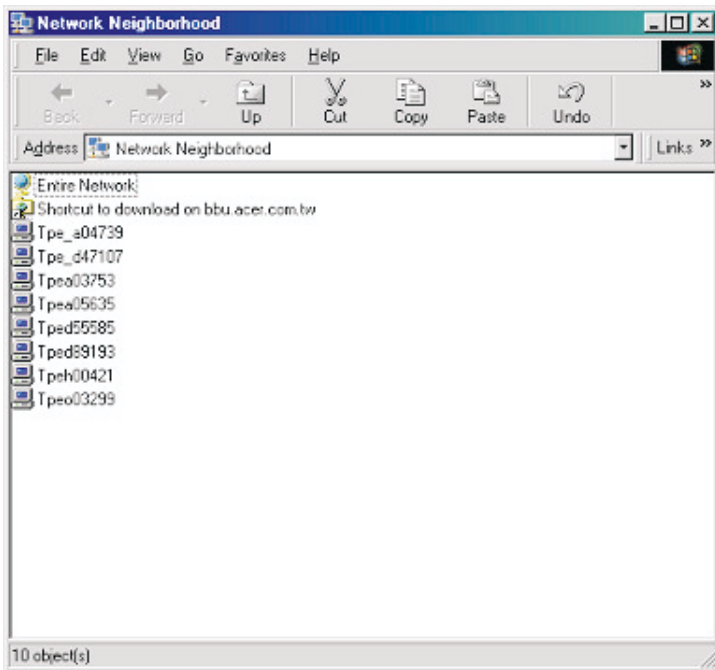 Network Neighborhood
File Edit View Go Favorites Help
Back Forward Up Cut Copy Paste Undo »
Address Network Neighborhood Links »
Entire Network
Shortcut to download on bbu.acer.com.tw
Tpe_a04739
Tpe_d47107
Tpea03753
Tpea05635
Tped55585
Tped89193
Tpeh00421
Tpeo03299
10 object(s)